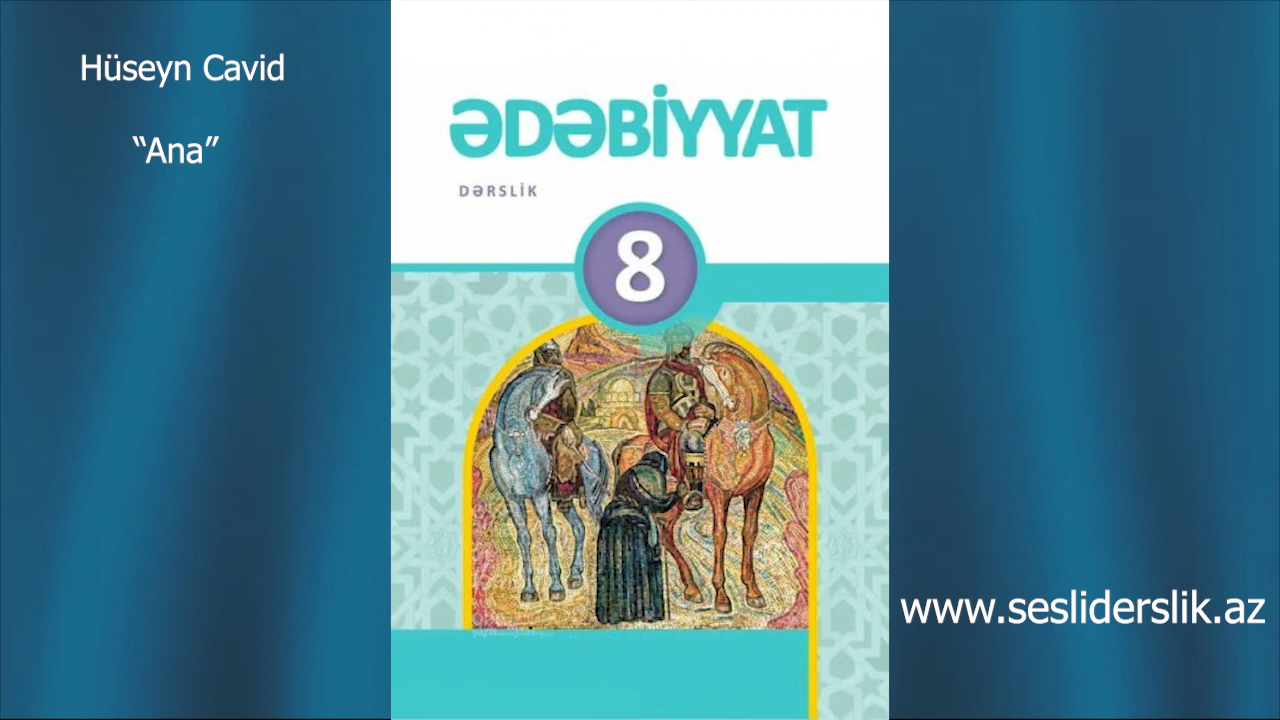 Hüseyn Cavid
“Ana”
ƏDƏBİYYAT
DƏRSLİK
8
www.sesliderslik.az